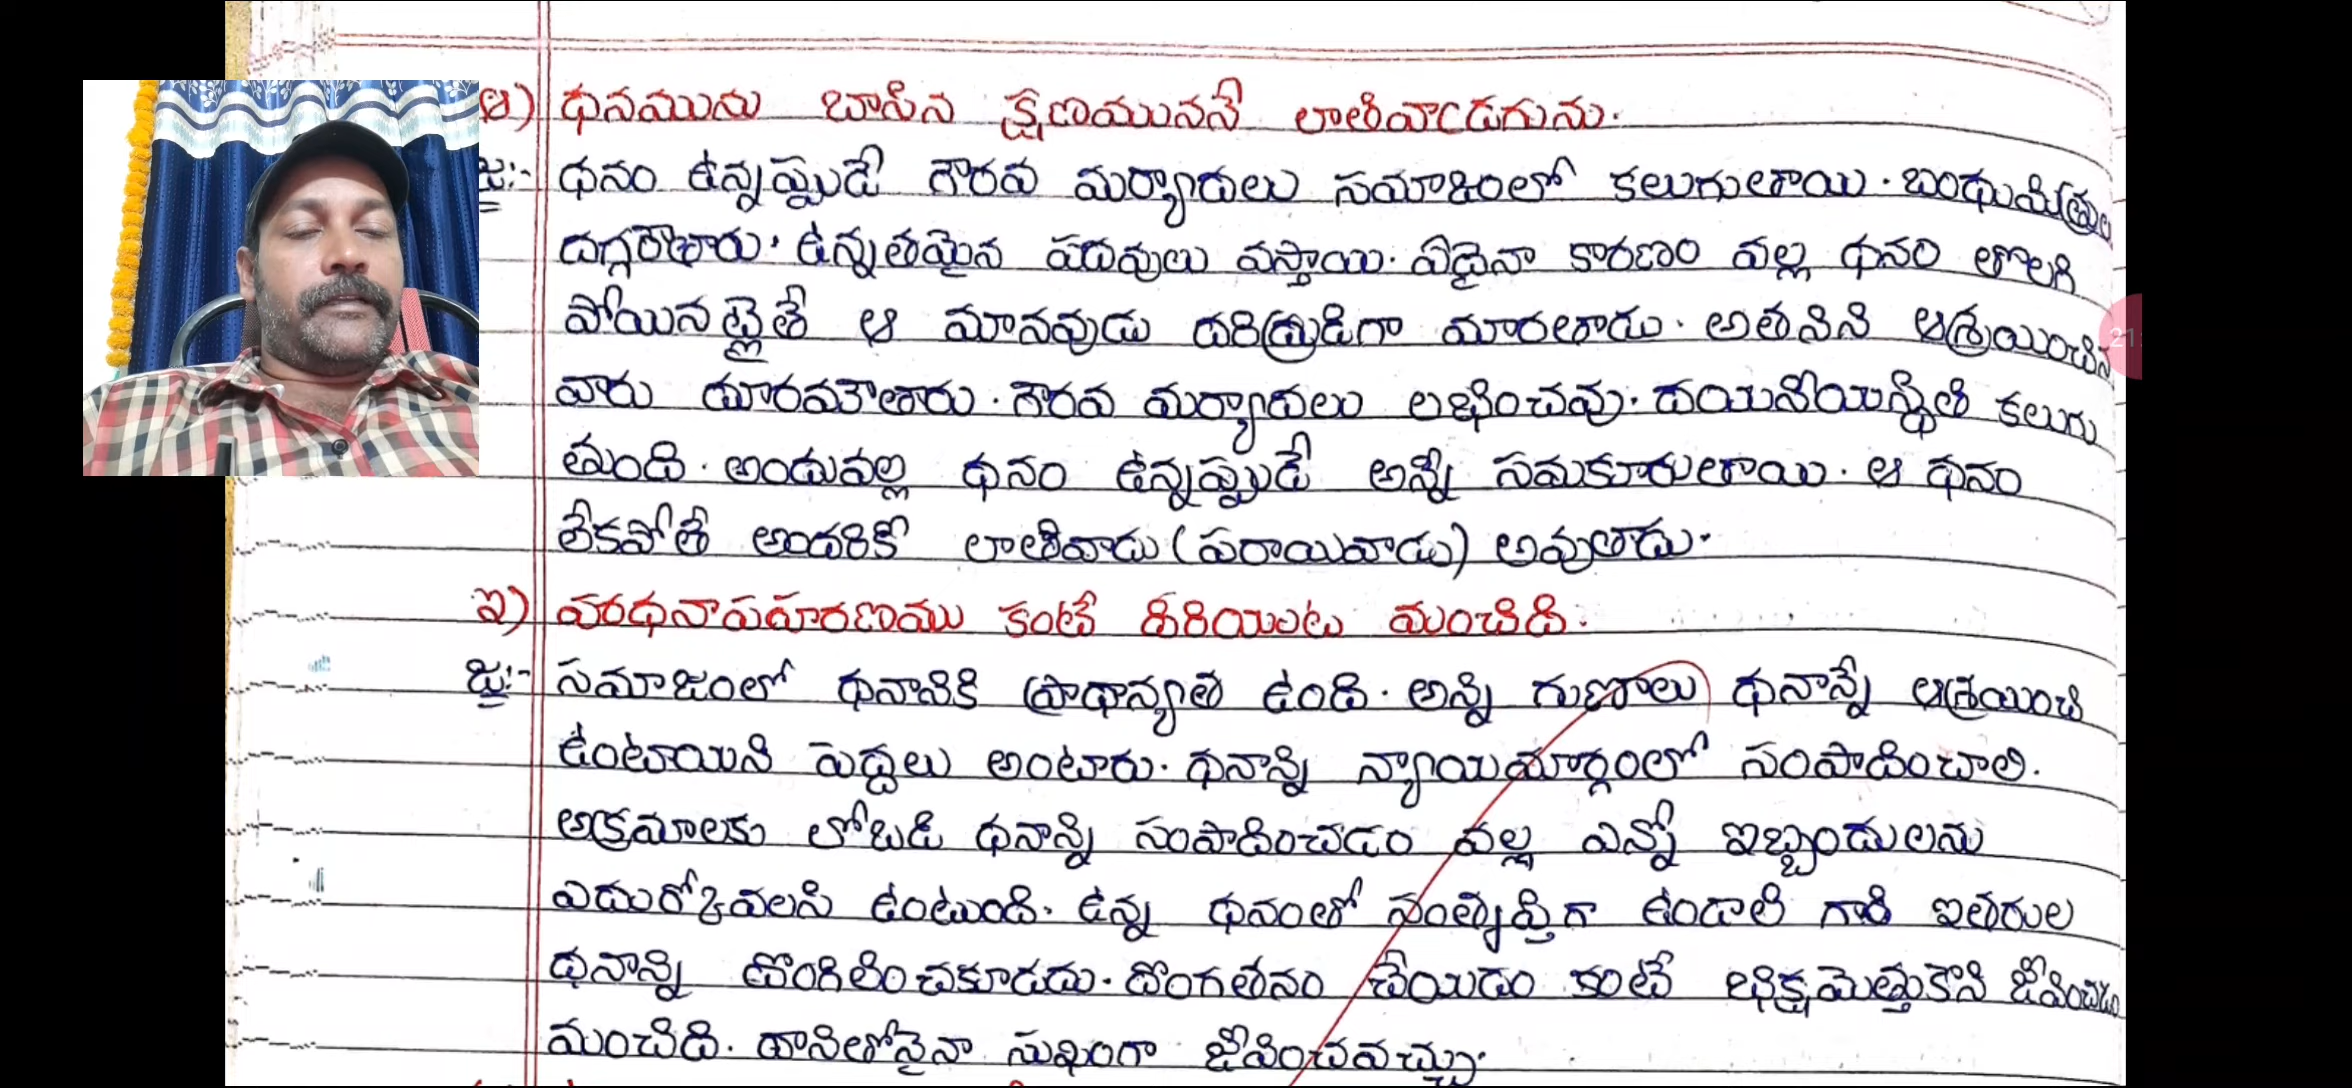 ఆ) ధనమును బాసిన క్షణయుననే లాతివాఁడగును.
జ:- ధనం ఉన్నప్పుడే గౌరవ మర్యాదలు సమాజంలో కలుగుతాయి. బంధుమిత్రులు
దగ్గరౌతారు. ఉన్నతమైన పదవులు వస్తాయి. ఏదైనా కారణం వల్ల ధనం తొలగి
పోయినట్లైతే ఆ మానవుడు దరిద్రుడిగా మారతాడు. అతనిని ఆశ్రయించిన
వారు దూరమౌతారు. గౌరవ మర్యాదలు లభించవు. దయనీయస్థితి కలుగు
తుంది. అందువల్ల ధనం ఉన్నప్పుడే అన్నీ సమకూరుతాయి. ఆ ధనం
లేకపోతే అందరికీ లాతివాడు (పరాయివాడు) అవుతాడు.
ఇ) పరధనాపహరణము కంటే తిరియుట మంచిది.
జ:- సమాజంలో ధనానికి ప్రాధాన్యత ఉంది. అన్ని గుణాలు ధనాన్నే ఆశ్రయించి
ఉంటాయని పెద్దలు అంటారు. ధనాన్ని న్యాయమార్గంలో సంపాదించాలి.
అక్రమాలకు లోబడి ధనాన్ని సంపాదించడం వల్ల ఎన్నో ఇబ్బందులను
ఎదుర్కోవలసి ఉంటుంది. ఉన్న ధనంతో సంతృప్తిగా ఉండాలి గాని ఇతరుల
ధనాన్ని దొంగిలించకూడదు. దొంగతనం చేయడం కంటే భిక్షమెత్తుకొని జీవించడం
మంచిది. దానితోనైనా సుఖంగా జీవించవచ్చు.